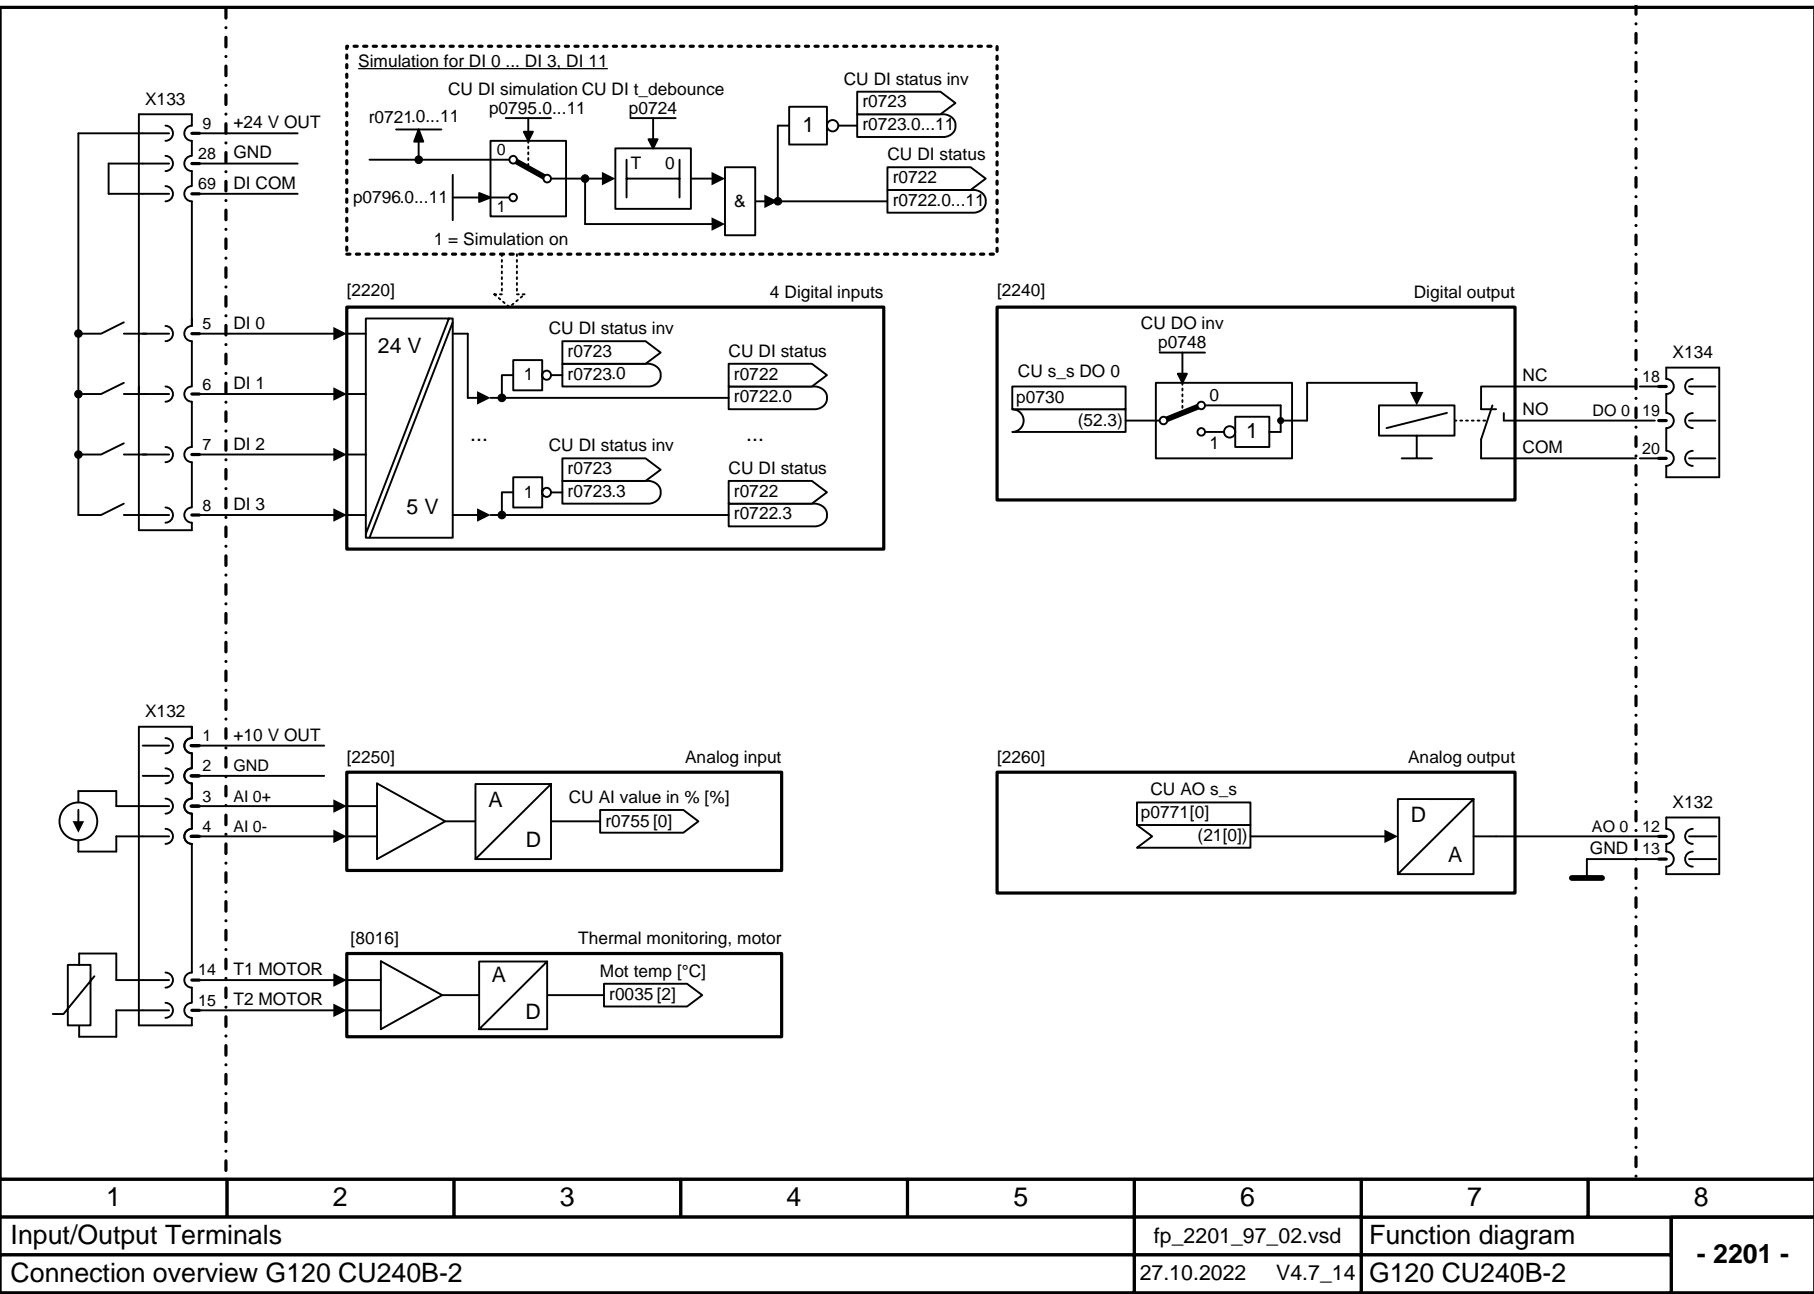 Simulation for DI 0 ... DI 3, DI 11
CU DI simulation CU DI t_debounce
p0795.0...11 p0724
r0721.0...11
p0796.0...11
0
1
T 0
&
1
CU DI status inv
r0723
r0723.0...11
CU DI status
r0722
r0722.0...11
1 = Simulation on
X133
9 +24 V OUT
28 GND
69 DI COM
5 DI 0
6 DI 1
7 DI 2
8 DI 3
[2220] 4 Digital inputs
24 V
5 V
CU DI status inv
r0723
1 r0723.0
CU DI status
r0722
r0722.0
... ...
CU DI status inv
r0723
1 r0723.3
CU DI status
r0722
r0722.3
[2240] Digital output
CU DO inv
p0748
CU s_s DO 0
p0730
(52.3)
0
1 1
NC 18
NO DO 0 19
COM 20
X134
X132
1 +10 V OUT
2 GND
3 AI 0+
4 AI 0-
14 T1 MOTOR
15 T2 MOTOR
[2250] Analog input
A
D
CU AI value in % [%]
r0755 [0]
[8016] Thermal monitoring, motor
A
D
Mot temp [°C]
r0035 [2]
[2260] Analog output
CU AO s_s
p0771[0]
(21[0])
D
A
AO 0 12
GND 13
X132
1 2 3 4 5 6 7 8
Input/Output Terminals fp_2201_97_02.vsd Function diagram
- 2201 -
Connection overview G120 CU240B-2 27.10.2022 V4.7_14 G120 CU240B-2